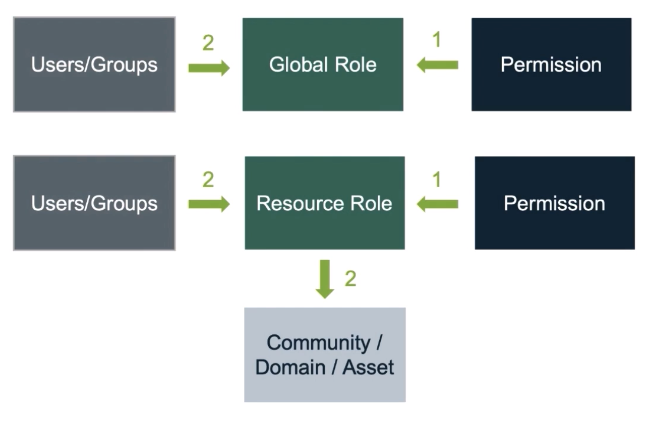 Users/Groups
2
Global Role
1
Permission
Users/Groups
2
Resource Role
1
Permission
2
Community /
Domain / Asset